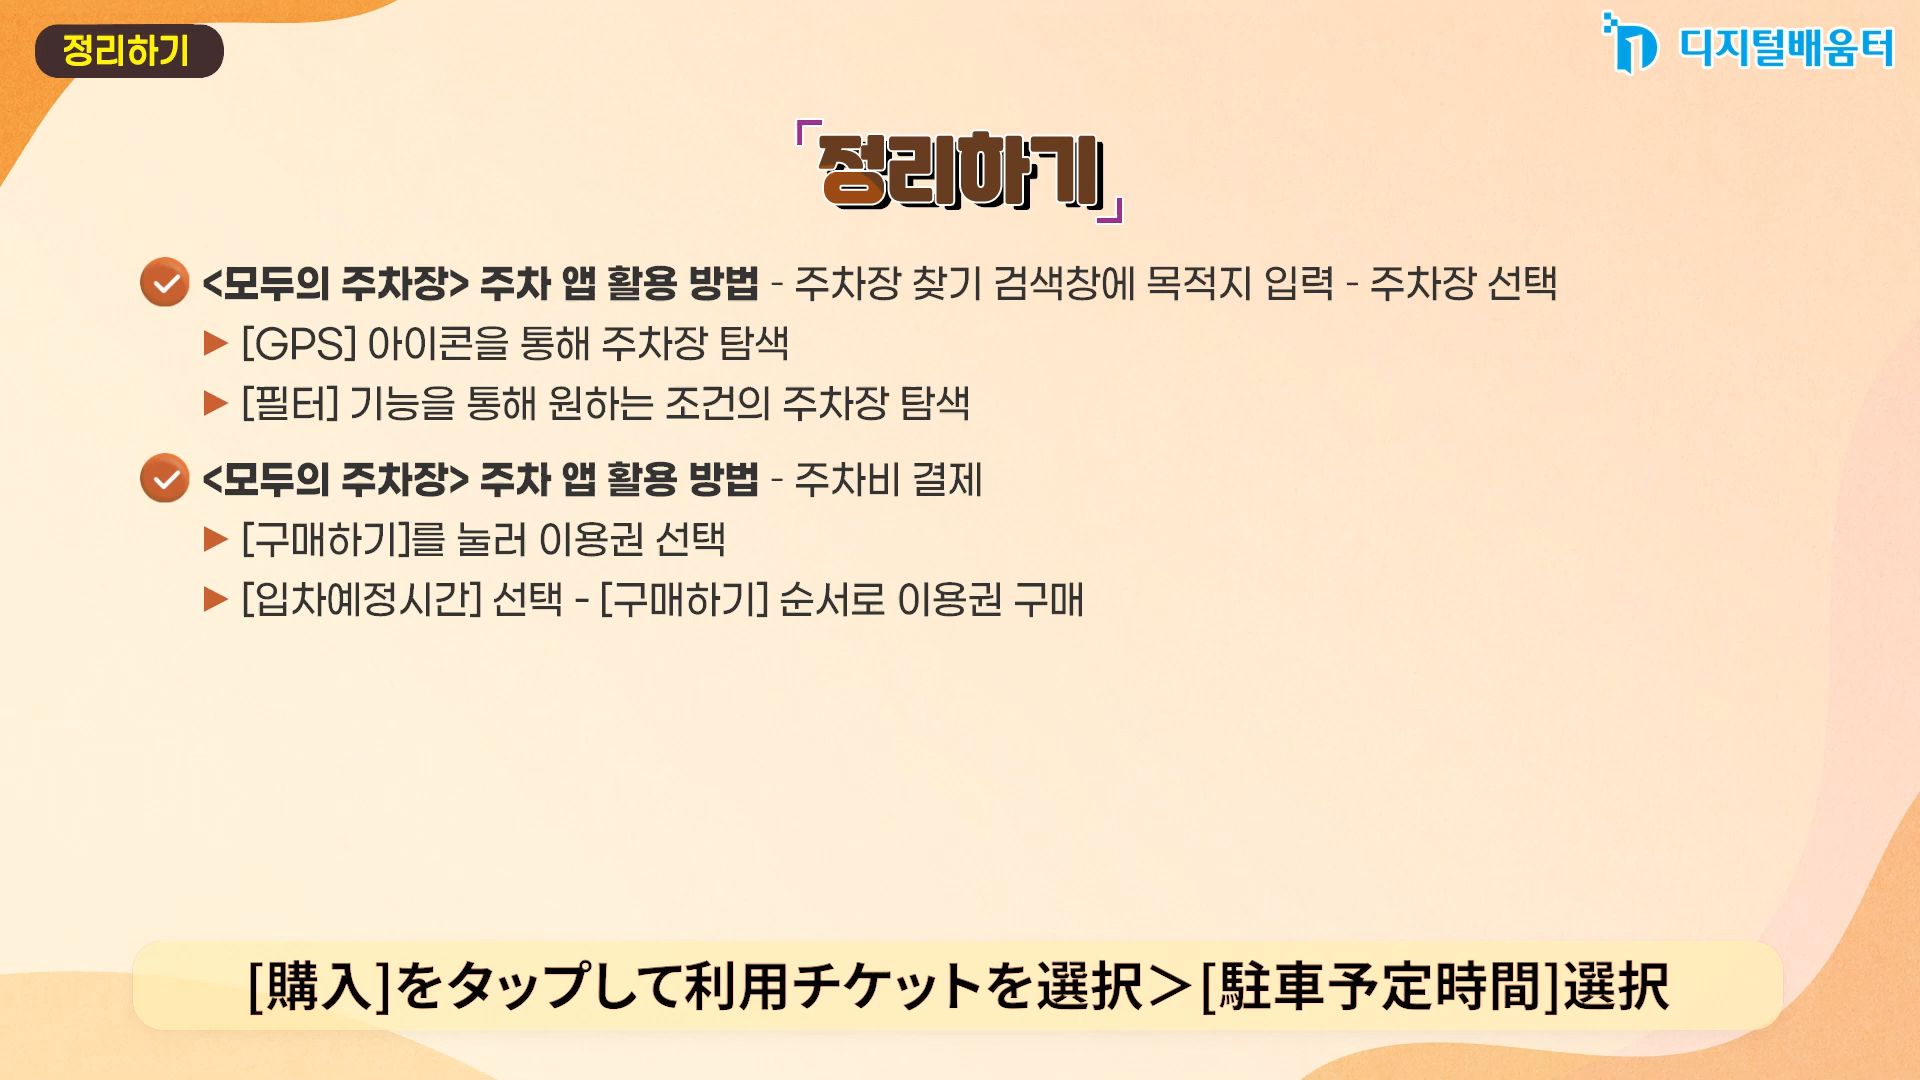 정리하기
디지털배움터
정리하기
<모두의 주차장> 주차 앱 활용 방법 - 주차장 찾기 검색창에 목적지 입력 - 주차장 선택
▶ [GPS] 아이콘을 통해 주차장 탐색
▶ [필터] 기능을 통해 원하는 조건의 주차장 탐색
<모두의 주차장> 주차 앱 활용 방법 - 주차비 결제
▶ [구매하기]를 눌러 이용권 선택
▶ [입차예정시간] 선택 - [구매하기] 순서로 이용권 구매
[購入]をタップして利用チケットを選択＞[駐車予定時間]選択